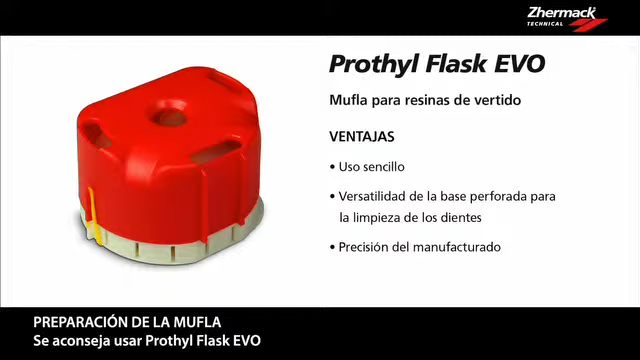 Zhermack
TECHNICAL
Prothyl Flask EVO
Mufla para resinas de vertido
VENTAJAS
• Uso sencillo
• Versatilidad de la base perforada para
la limpieza de los dientes
• Precisión del manufacturado
PREPARACIÓN DE LA MUFLA
Se aconseja usar Prothyl Flask EVO